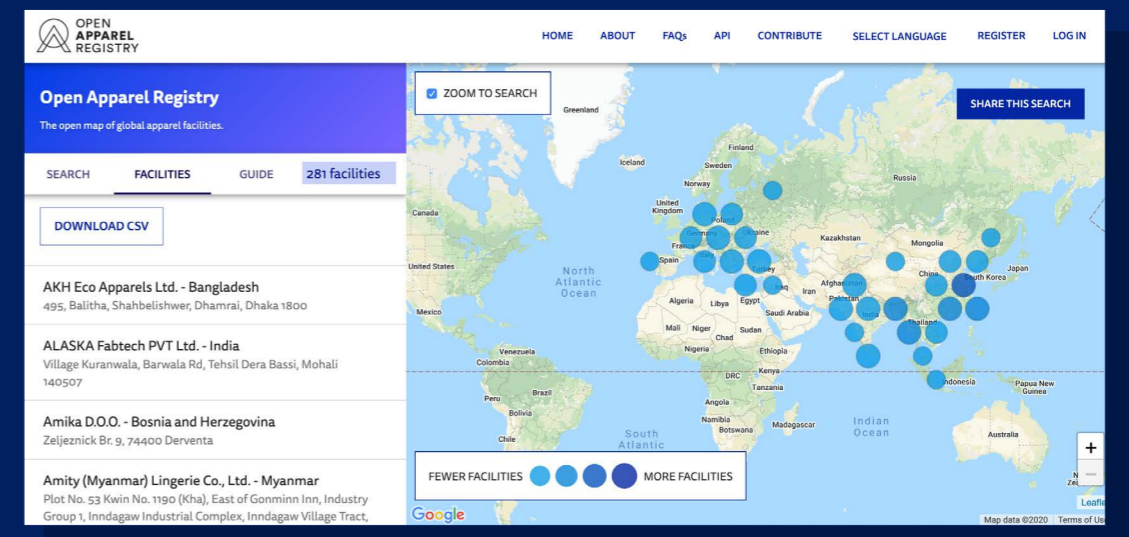 OPEN
APPAREL
REGISTRY
HOME ABOUT FAQs API CONTRIBUTE SELECT LANGUAGE REGISTER LOG IN
Open Apparel Registry
The open map of global apparel facilities.
SEARCH FACILITIES GUIDE 281 facilities
DOWNLOAD CSV
AKH Eco Apparels Ltd. - Bangladesh
495, Balitha, Shahbelishwer, Dhamrai, Dhaka 1800
ALASKA Fabtech PVT Ltd. - India
Village Kuranwala, Barwala Rd, Tehsil Dera Bassi, Mohali
140507
Amika D.O.O. - Bosnia and Herzegovina
Zeljeznick Br. 9, 74400 Derventa
Amity (Myanmar) Lingerie Co., Ltd. - Myanmar
Plot No. 53 Kwin No. 1190 (Kha), East of Gonminn Inn, Industry
Group 1, Inndagaw Industrial Complex, Inndagaw Village Tract,
ZOOM TO SEARCH
SHARE THIS SEARCH
Greenland
Iceland
Finland
Sweden
Norway
Russia
United
Kingdom
Poland
Germany
Ukraine
France
Canada
Kazakhstan
Mongolia
Spain
Italy
Turkey
United States
North
Atlantic
Ocean
China
South Korea
Japan
Afghanistan
Iraq
Iran
Pakistan
Algeria
Libya
Egypt
Saudi Arabia
India
Thailand
Mexico
Mali
Niger
Chad
Sudan
Nigeria
Ethiopia
Venezuela
Colombia
DRC
Kenya
Tanzania
Indonesia
Papua New
Guinea
Peru
Brazil
Angola
Bolivia
Namibia
Botswana
Madagascar
Indian
Ocean
Australia
Chile
South
Atlantic
FEWER FACILITIES MORE FACILITIES
+
−
N
Zea
Leafle
Google
Map data ©2020 Terms of Us